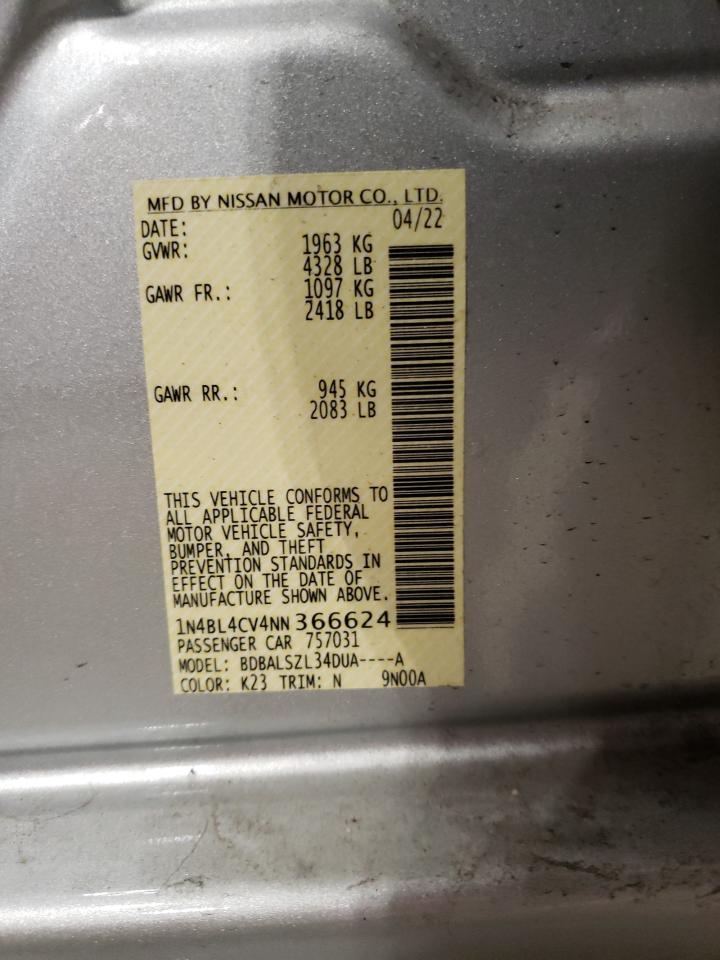 MFD BY NISSAN MOTOR CO., LTD.
DATE: 04/22
GVWR: 1963 KG
4328 LB
GAWR FR.: 1097 KG
2418 LB
GAWR RR.: 945 KG
2083 LB
THIS VEHICLE CONFORMS TO
ALL APPLICABLE FEDERAL
MOTOR VEHICLE SAFETY,
BUMPER, AND THEFT
PREVENTION STANDARDS IN
EFFECT ON THE DATE OF
MANUFACTURE SHOWN ABOVE.
1N4BL4CV4NN 366624
PASSENGER CAR 757031
MODEL: BDBALSZL34DUA----A
COLOR: K23 TRIM: N 9N00A